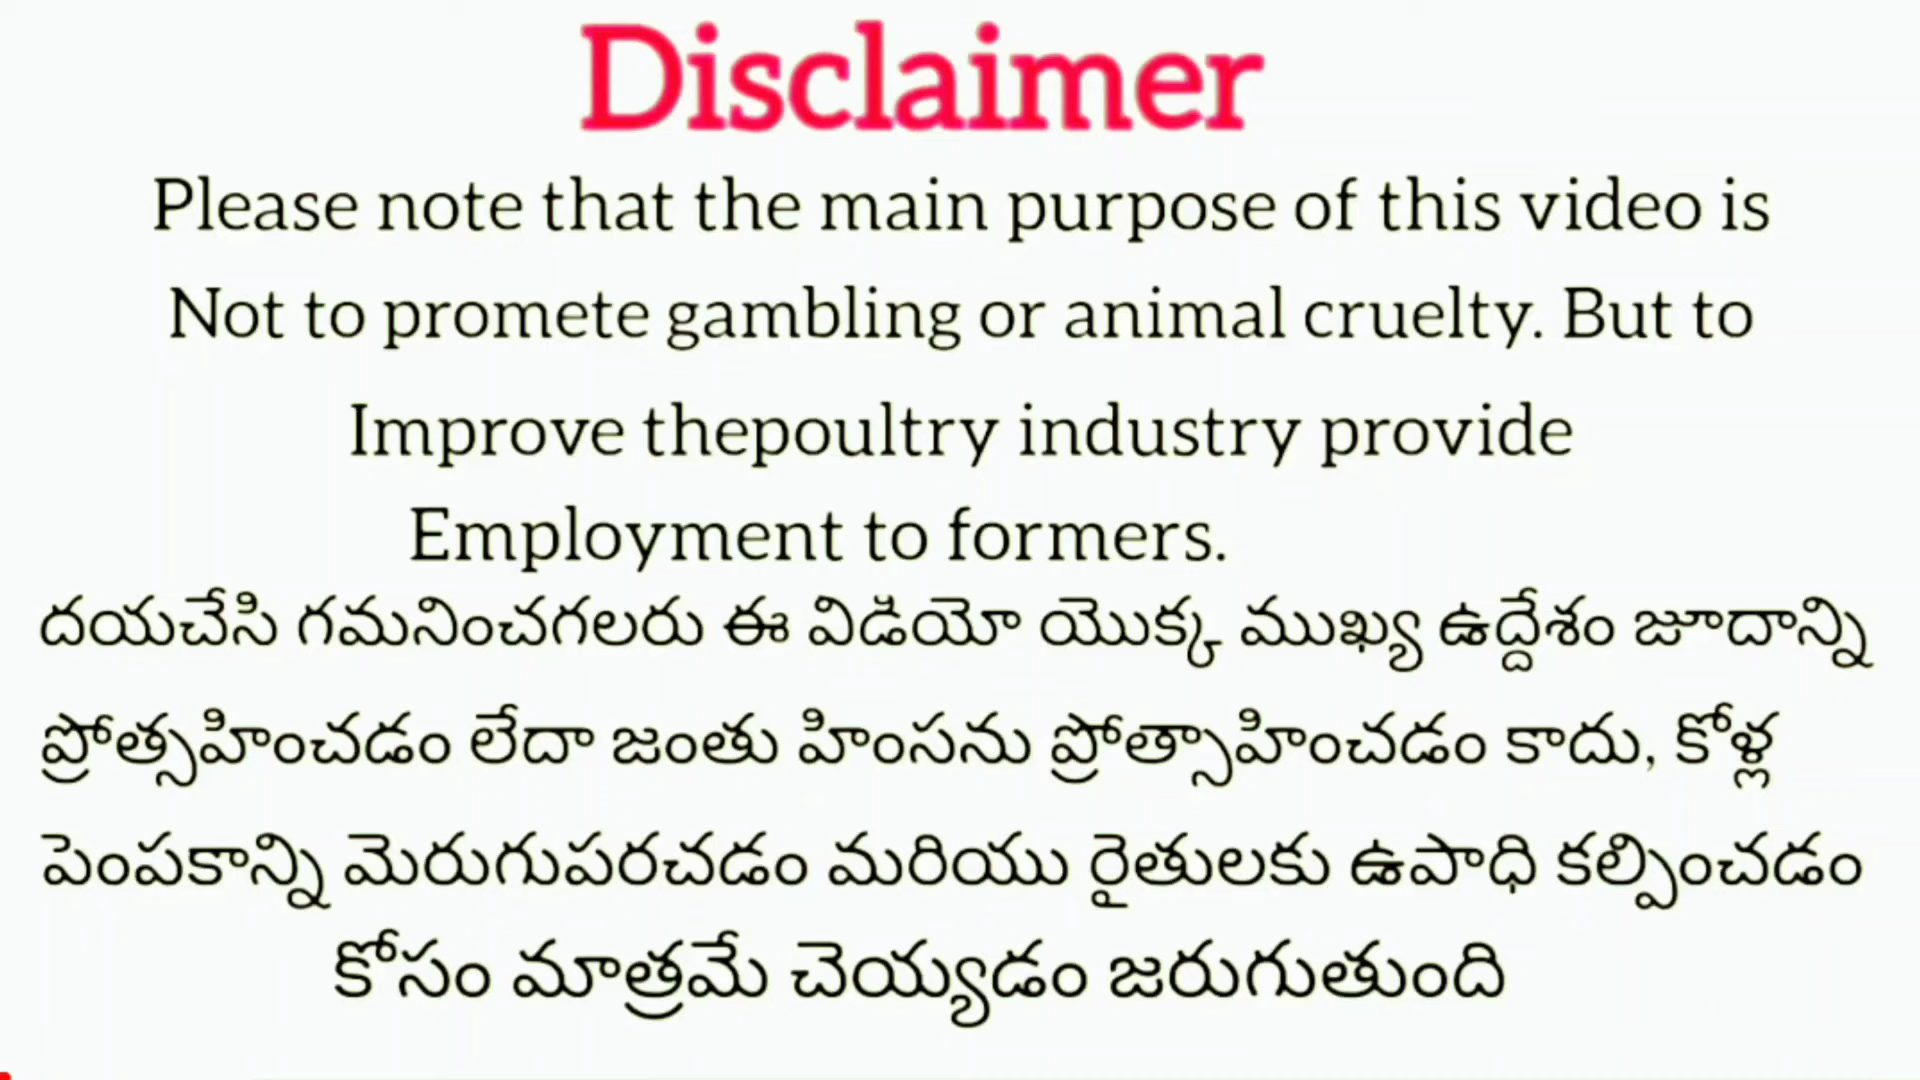 Disclaimer
Please note that the main purpose of this video is
Not to promete gambling or animal cruelty. But to
Improve thepoultry industry provide
Employment to formers.
దయచేసి గమనించగలరు ఈ విడియో యొక్క ముఖ్య ఉద్దేశం జూదాన్ని
ప్రోత్సహించడం లేదా జంతు హింసను ప్రోత్సాహించడం కాదు, కోళ్ల
పెంపకాన్ని మెరుగుపరచడం మరియు రైతులకు ఉపాధి కల్పించడం
కోసం మాత్రమే చెయ్యడం జరుగుతుంది